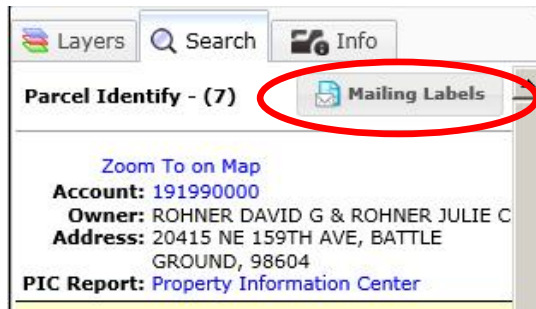 Layers Search Info
Parcel Identify - (7) Mailing Labels
Zoom To on Map
Account: 191990000
Owner: ROHNER DAVID G & ROHNER JULIE C
Address: 20415 NE 159TH AVE, BATTLE
GROUND, 98604
PIC Report: Property Information Center